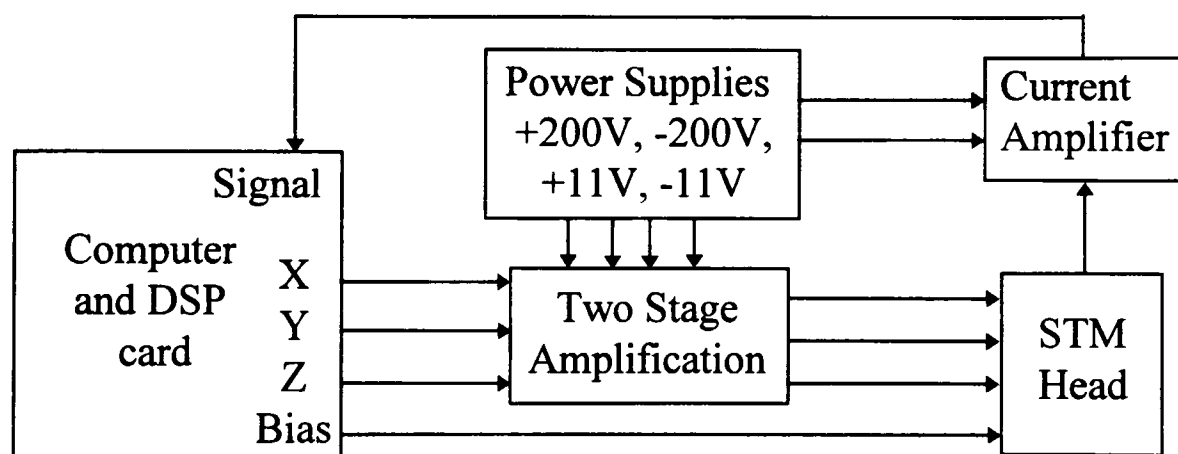 Power Supplies
+200V, -200V,
+11V, -11V
Current
Amplifier
Signal
Computer
and DSP
card
X
Y
Z
Bias
Two Stage
Amplification
STM
Head